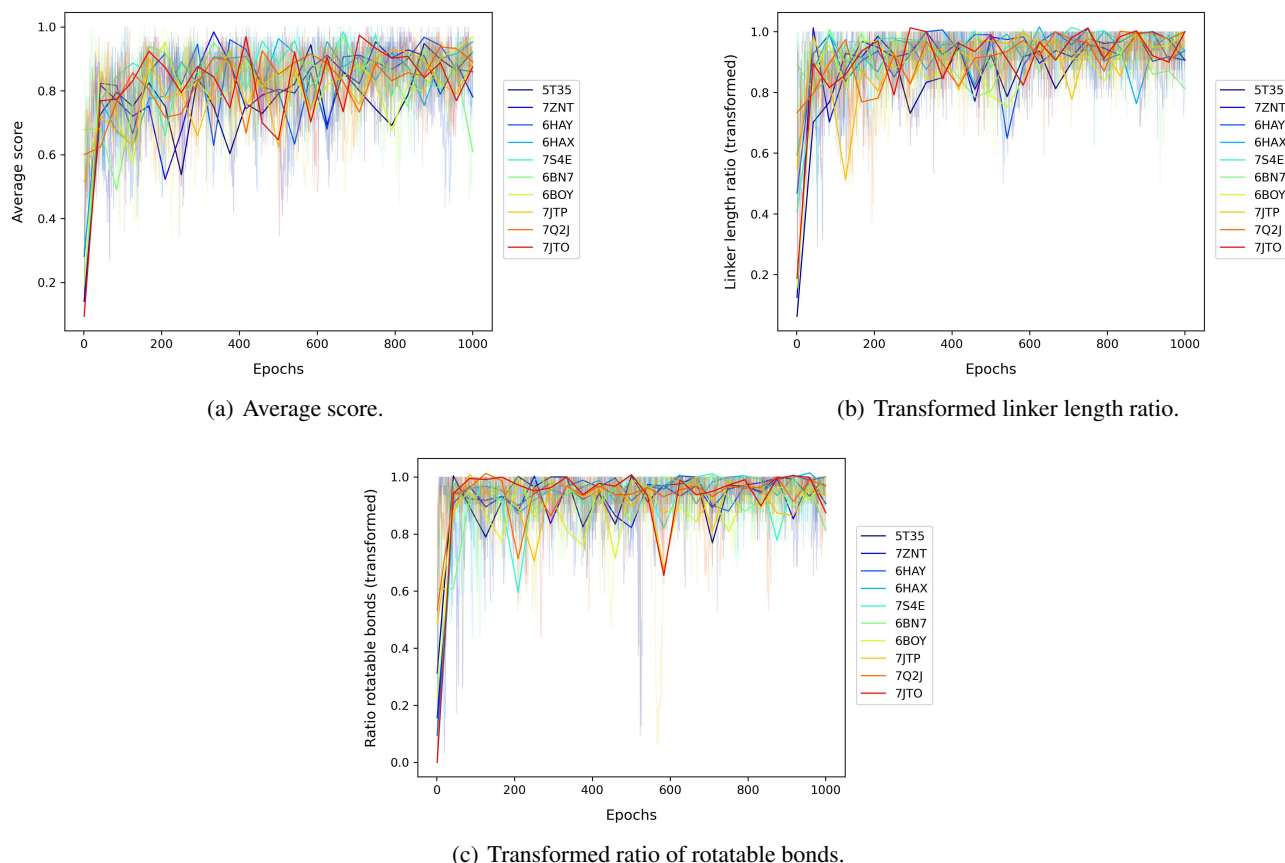 1.0
0.8
0.6
0.4
0.2
Average score
0 200 400 600 800 1000
Epochs
5T35
7ZNT
6HAY
6HAX
7S4E
6BN7
6BOY
7JTP
7Q2J
7JTO
(a) Average score.
1.0
0.8
0.6
0.4
0.2
Linker length ratio (transformed)
0 200 400 600 800 1000
Epochs
5T35
7ZNT
6HAY
6HAX
7S4E
6BN7
6BOY
7JTP
7Q2J
7JTO
(b) Transformed linker length ratio.
1.0
0.8
0.6
0.4
0.2
0.0
Ratio rotatable bonds (transformed)
0 200 400 600 800 1000
Epochs
5T35
7ZNT
6HAY
6HAX
7S4E
6BN7
6BOY
7JTP
7Q2J
7JTO
(c) Transformed ratio of rotatable bonds.